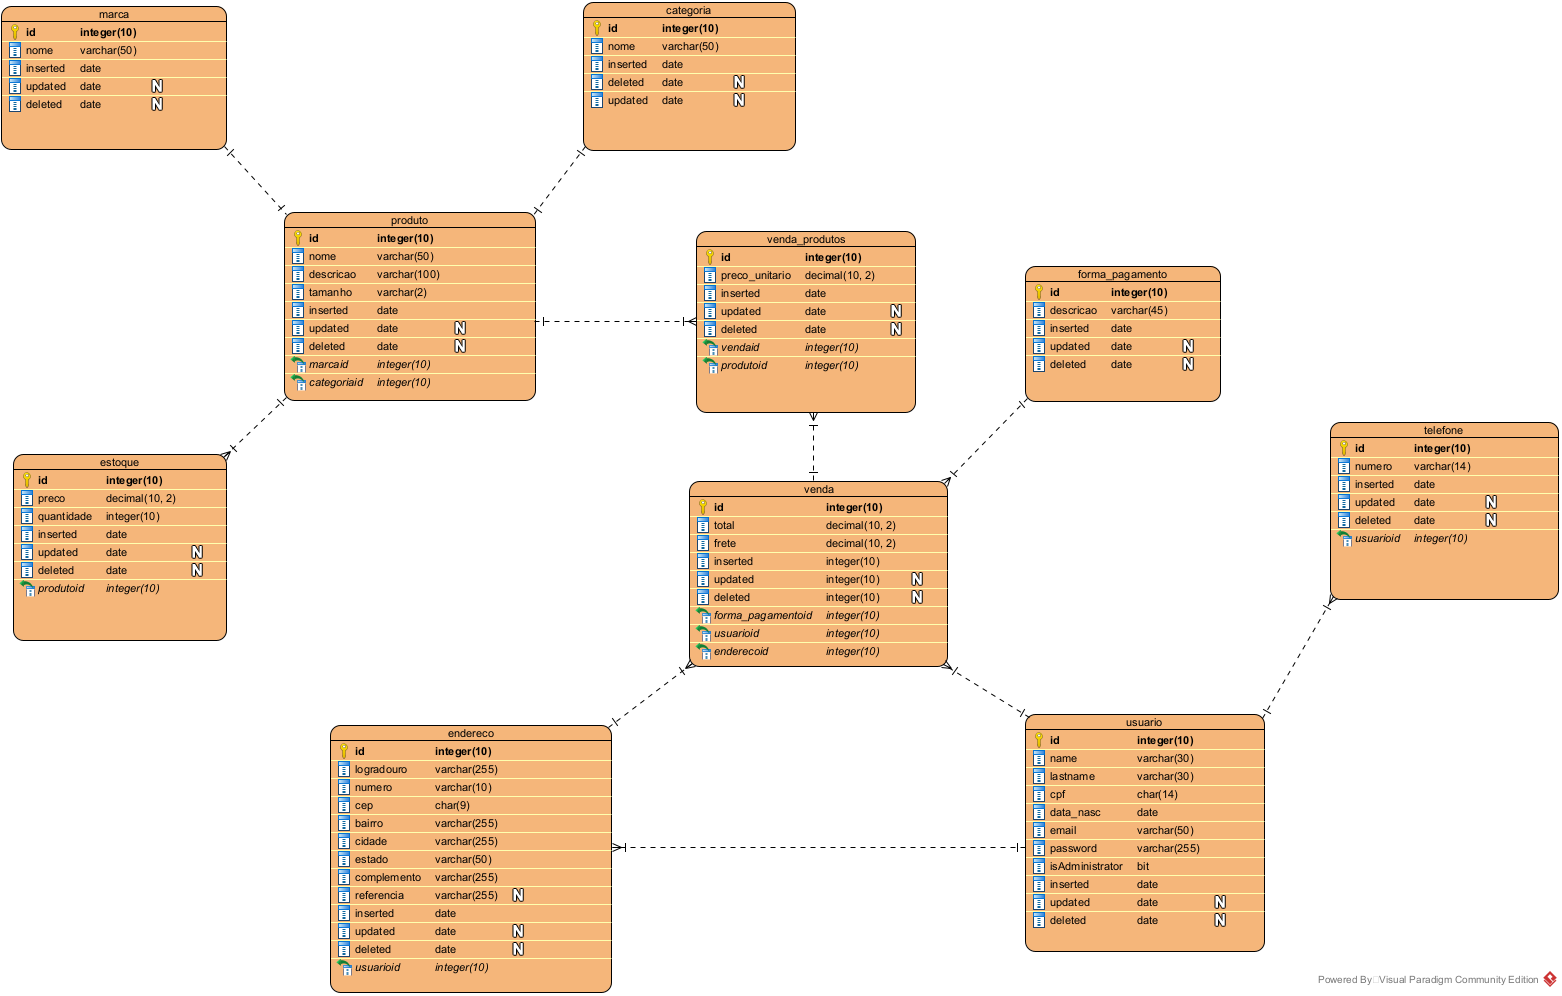 marca
id integer(10)
nome varchar(50)
inserted date
updated date N
deleted date N
categoria
id integer(10)
nome varchar(50)
inserted date
deleted date N
updated date N
produto
id integer(10)
nome varchar(50)
descricao varchar(100)
tamanho varchar(2)
inserted date
updated date N
deleted date N
marcaid integer(10)
categoriaid integer(10)
venda_produtos
id integer(10)
preco_unitario decimal(10, 2)
inserted date
updated date N
deleted date N
vendaid integer(10)
produtoid integer(10)
forma_pagamento
id integer(10)
descricao varchar(45)
inserted date
updated date N
deleted date N
telefone
id integer(10)
numero varchar(14)
inserted date
updated date N
deleted date N
usuarioid integer(10)
estoque
id integer(10)
preco decimal(10, 2)
quantidade integer(10)
inserted date
updated date N
deleted date N
produtoid integer(10)
venda
id integer(10)
total decimal(10, 2)
frete decimal(10, 2)
inserted integer(10)
updated integer(10) N
deleted integer(10) N
forma_pagamentoid integer(10)
usuarioid integer(10)
enderecoid integer(10)
endereco
id integer(10)
logradouro varchar(255)
numero varchar(10)
cep char(9)
bairro varchar(255)
cidade varchar(255)
estado varchar(50)
complemento varchar(255)
referencia varchar(255) N
inserted date
updated date N
deleted date N
usuarioid integer(10)
usuario
id integer(10)
name varchar(30)
lastname varchar(30)
cpf char(14)
data_nasc date
email varchar(50)
password varchar(255)
isAdministrator bit
inserted date
updated date N
deleted date N
Powered By Visual Paradigm Community Edition